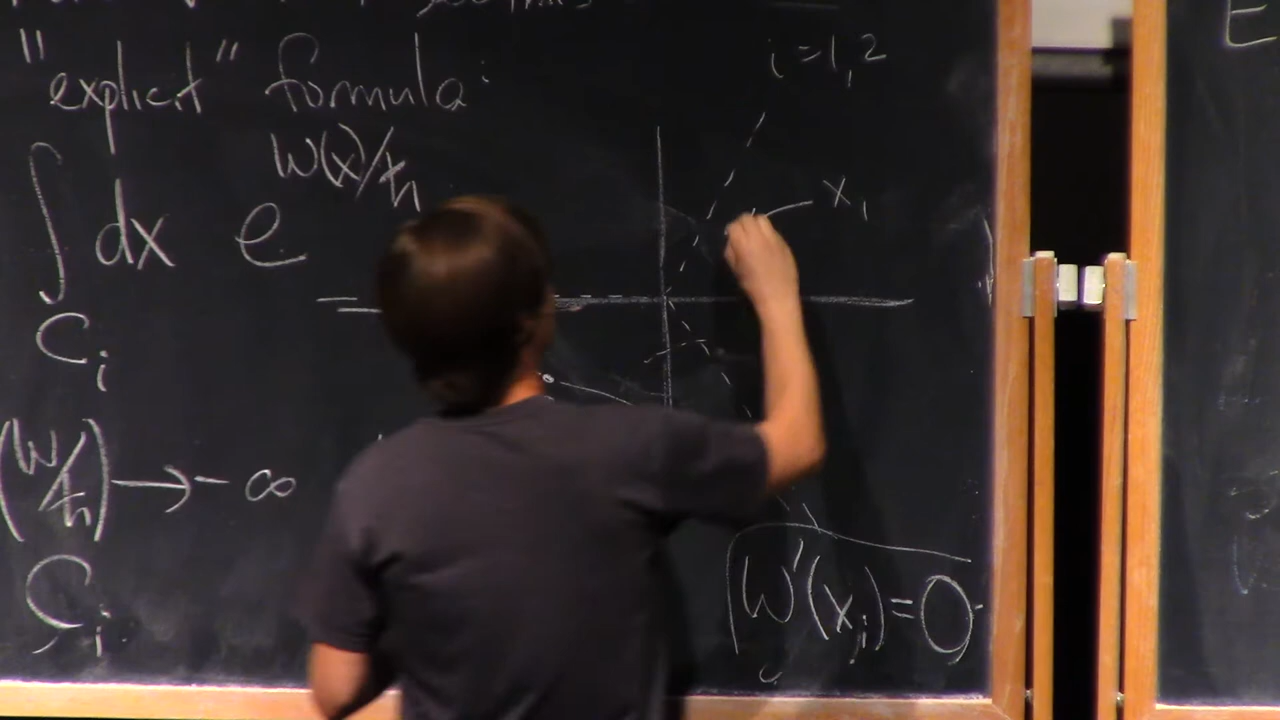 "explicit" formula:
i = 1, 2
∫ dx e^{W(x)/ħ}
C_i
x_1
(W/ħ) → -∞
C_i
W'(x_i) = 0
E